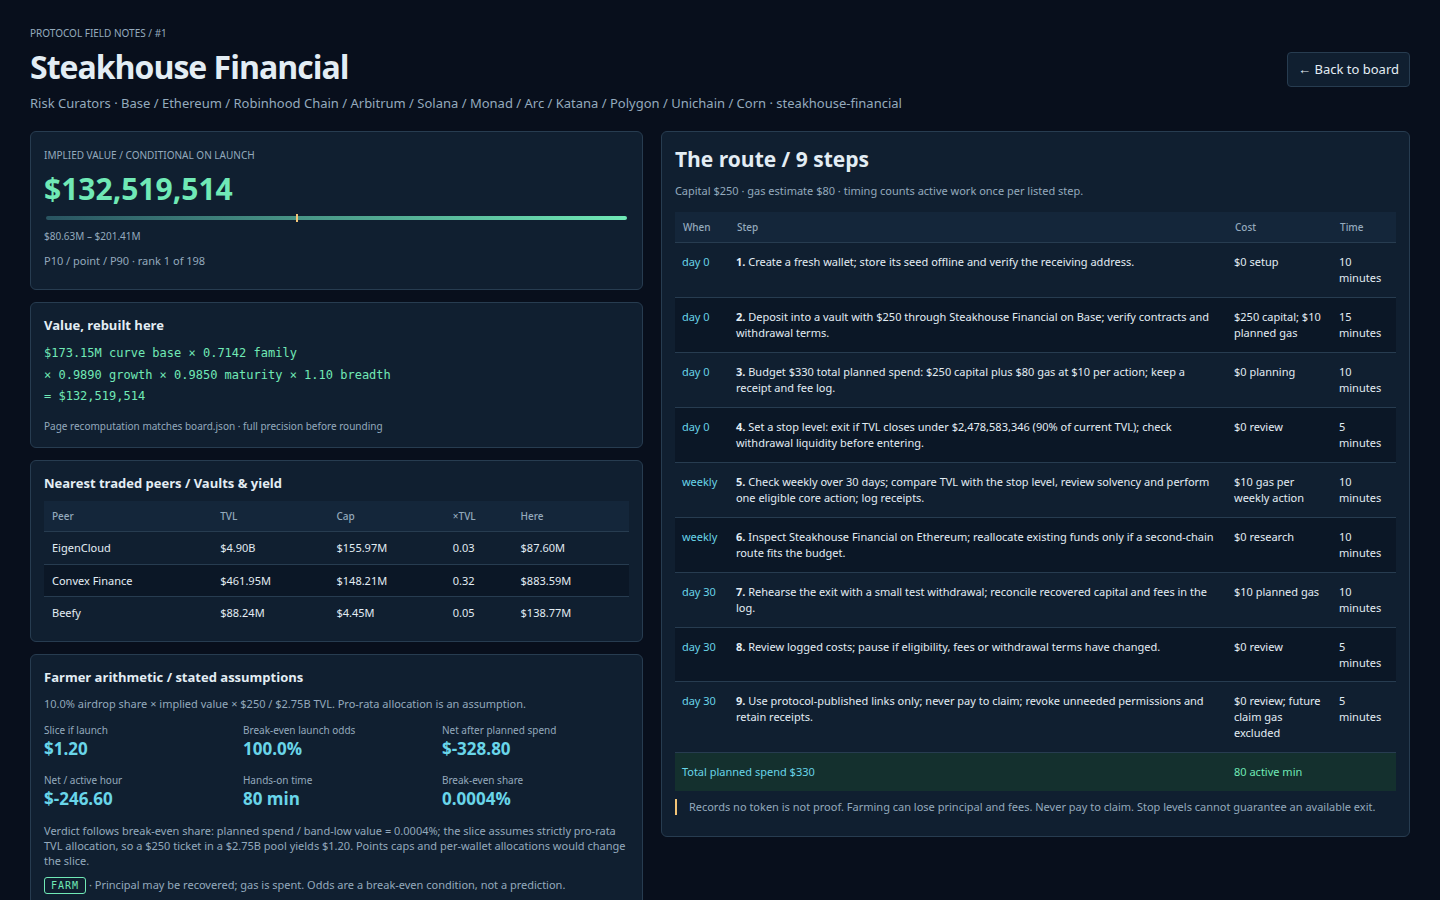 PROTOCOL FIELD NOTES / #1
Steakhouse Financial
← Back to board
Risk Curators · Base / Ethereum / Robinhood Chain / Arbitrum / Solana / Monad / Arc / Katana / Polygon / Unichain / Corn · steakhouse-financial
IMPLIED VALUE / CONDITIONAL ON LAUNCH
$132,519,514
$80.63M – $201.41M
P10 / point / P90 · rank 1 of 198
Value, rebuilt here
$173.15M curve base × 0.7142 family
× 0.9890 growth × 0.9850 maturity × 1.10 breadth
= $132,519,514
Page recomputation matches board.json · full precision before rounding
Nearest traded peers / Vaults & yield
Peer TVL Cap ×TVL Here
EigenCloud $4.90B $155.97M 0.03 $87.60M
Convex Finance $461.95M $148.21M 0.32 $883.59M
Beefy $88.24M $4.45M 0.05 $138.77M
Farmer arithmetic / stated assumptions
10.0% airdrop share × implied value × $250 / $2.75B TVL. Pro-rata allocation is an assumption.
Slice if launch Break-even launch odds Net after planned spend
$1.20 100.0% $-328.80
Net / active hour Hands-on time Break-even share
$-246.60 80 min 0.0004%
Verdict follows break-even share: planned spend / band-low value = 0.0004%; the slice assumes strictly pro-rata
TVL allocation, so a $250 ticket in a $2.75B pool yields $1.20. Points caps and per-wallet allocations would change
the slice.
FARM · Principal may be recovered; gas is spent. Odds are a break-even condition, not a prediction.
The route / 9 steps
Capital $250 · gas estimate $80 · timing counts active work once per listed step.
When Step Cost Time
day 0 1. Create a fresh wallet; store its seed offline and verify the receiving address. $0 setup 10
minutes
day 0 2. Deposit into a vault with $250 through Steakhouse Financial on Base; verify contracts and $250 capital; $10 15
withdrawal terms. planned gas minutes
day 0 3. Budget $330 total planned spend: $250 capital plus $80 gas at $10 per action; keep a $0 planning 10
receipt and fee log. minutes
day 0 4. Set a stop level: exit if TVL closes under $2,478,583,346 (90% of current TVL); check $0 review 5
withdrawal liquidity before entering. minutes
weekly 5. Check weekly over 30 days; compare TVL with the stop level, review solvency and perform $10 gas per 10
one eligible core action; log receipts. weekly action minutes
weekly 6. Inspect Steakhouse Financial on Ethereum; reallocate existing funds only if a second-chain $0 research 10
route fits the budget. minutes
day 30 7. Rehearse the exit with a small test withdrawal; reconcile recovered capital and fees in the $10 planned gas 10
log. minutes
day 30 8. Review logged costs; pause if eligibility, fees or withdrawal terms have changed. $0 review 5
minutes
day 30 9. Use protocol-published links only; never pay to claim; revoke unneeded permissions and $0 review; future 5
retain receipts. claim gas minutes
excluded
Total planned spend $330 80 active min
Records no token is not proof. Farming can lose principal and fees. Never pay to claim. Stop levels cannot guarantee an available exit.